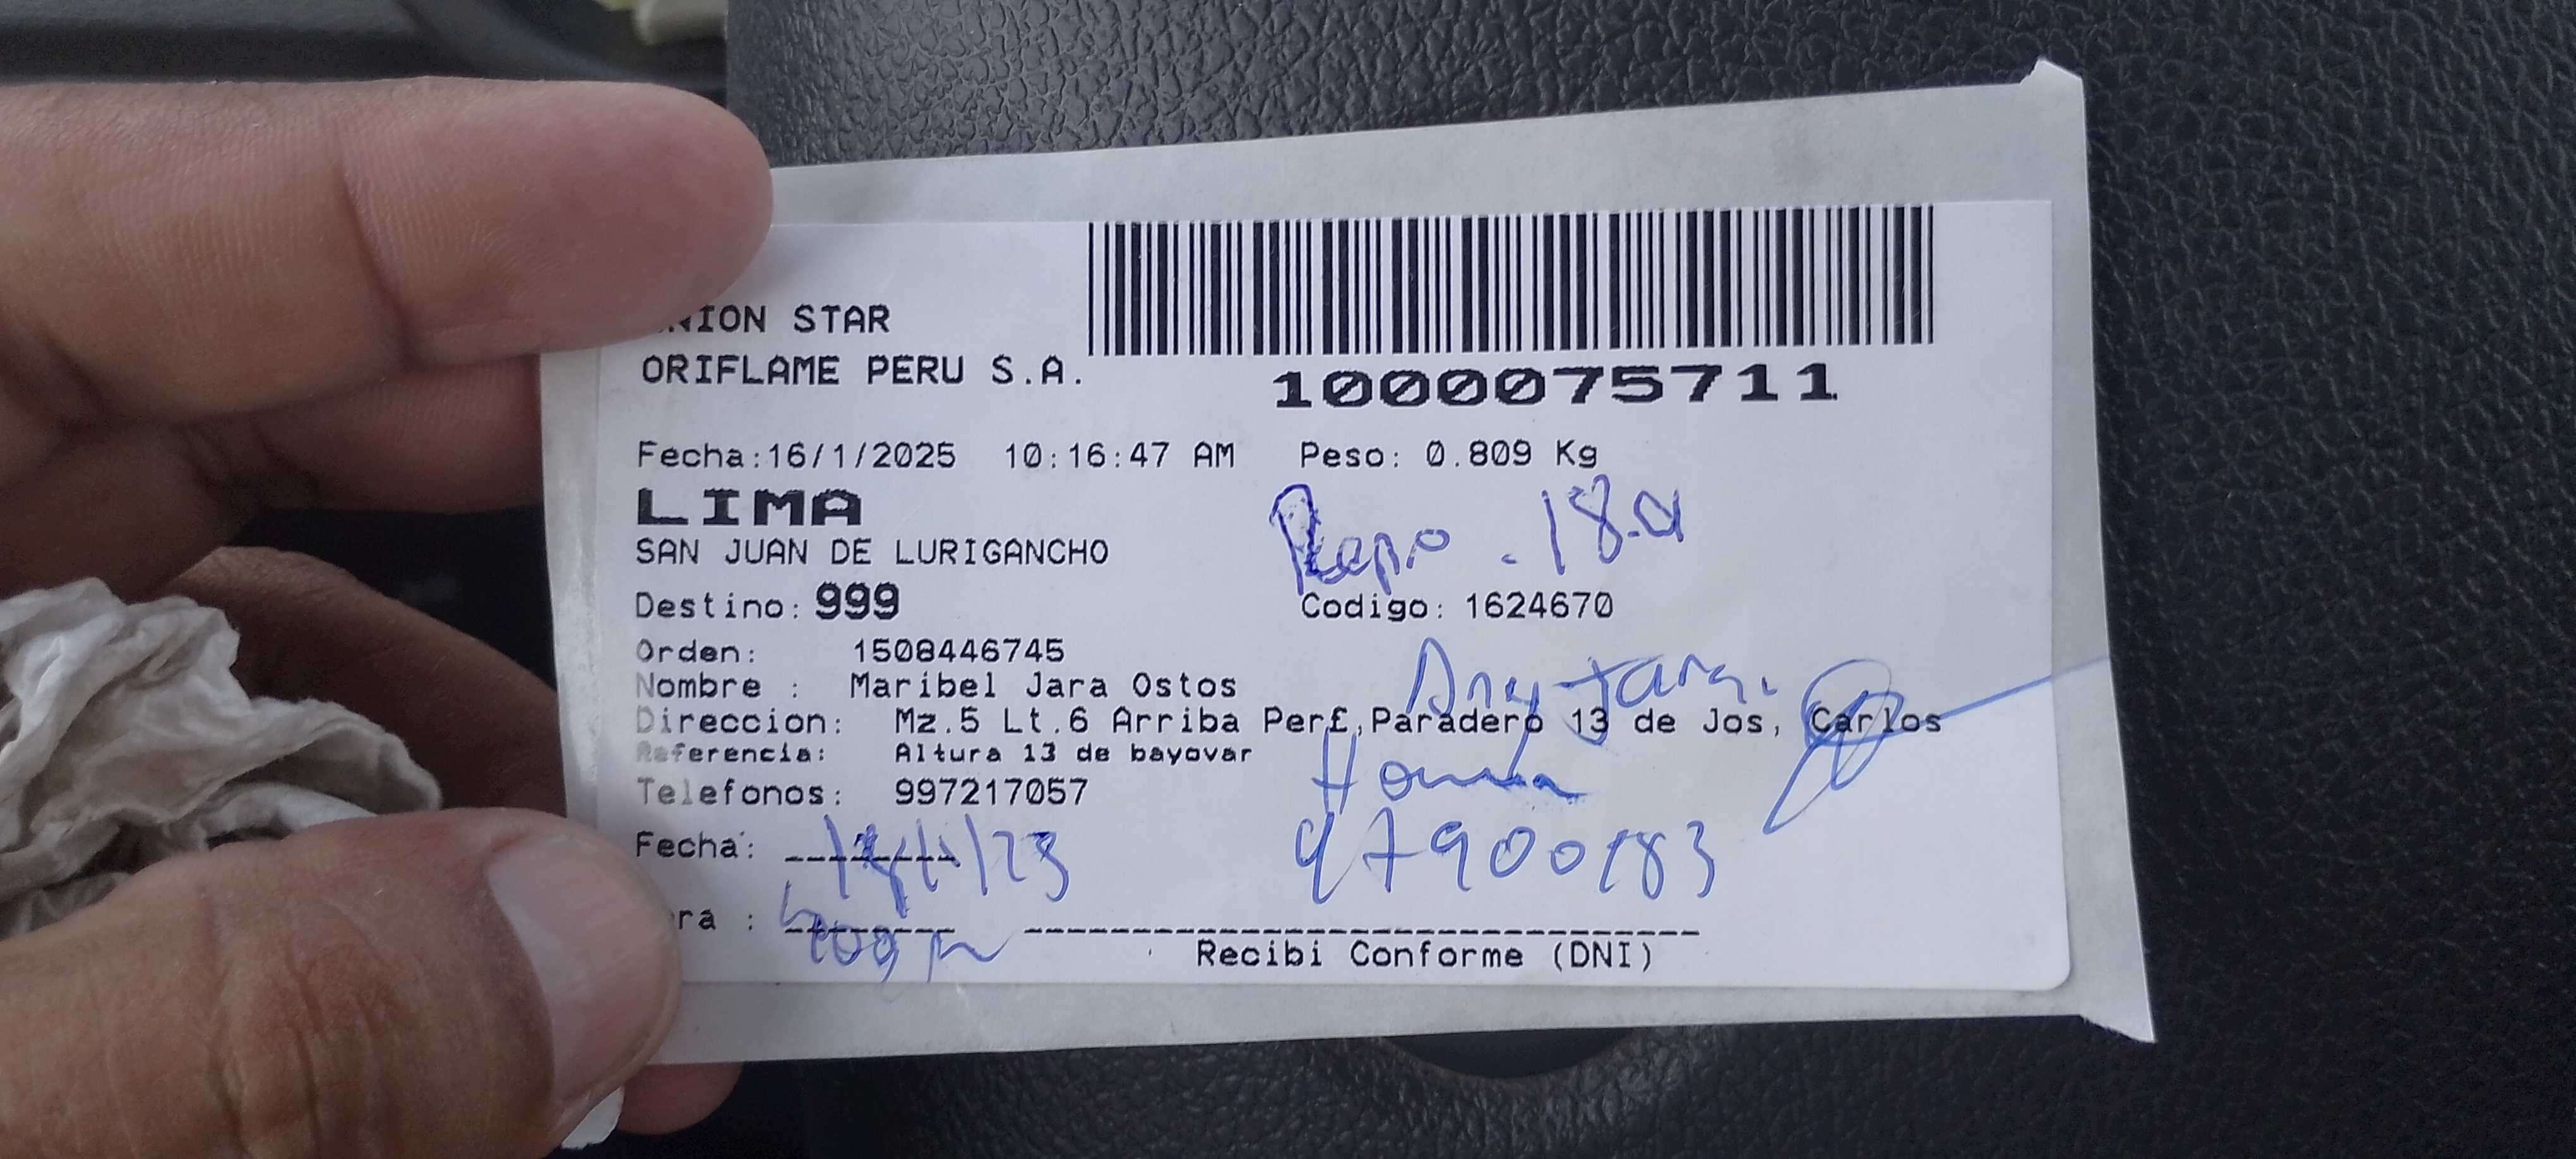 NION STAR
ORIFLAME PERU S.A.
1000075711
Fecha:16/1/2025 10:16:47 AM Peso: 0.809 Kg
LIMA
SAN JUAN DE LURIGANCHO
Destino: 999 Codigo: 1624670
Orden: 1508446745
Nombre : Maribel Jara Ostos
Jara.
Direccion: Mz.5 Lt.6 Arriba Perf,Paradero 13 de Jos, Carlos
Referencia: Altura 13 de bayovar
Telefonos: 997217057
Fecha:
ra :
Recibi Conforme (DNI)